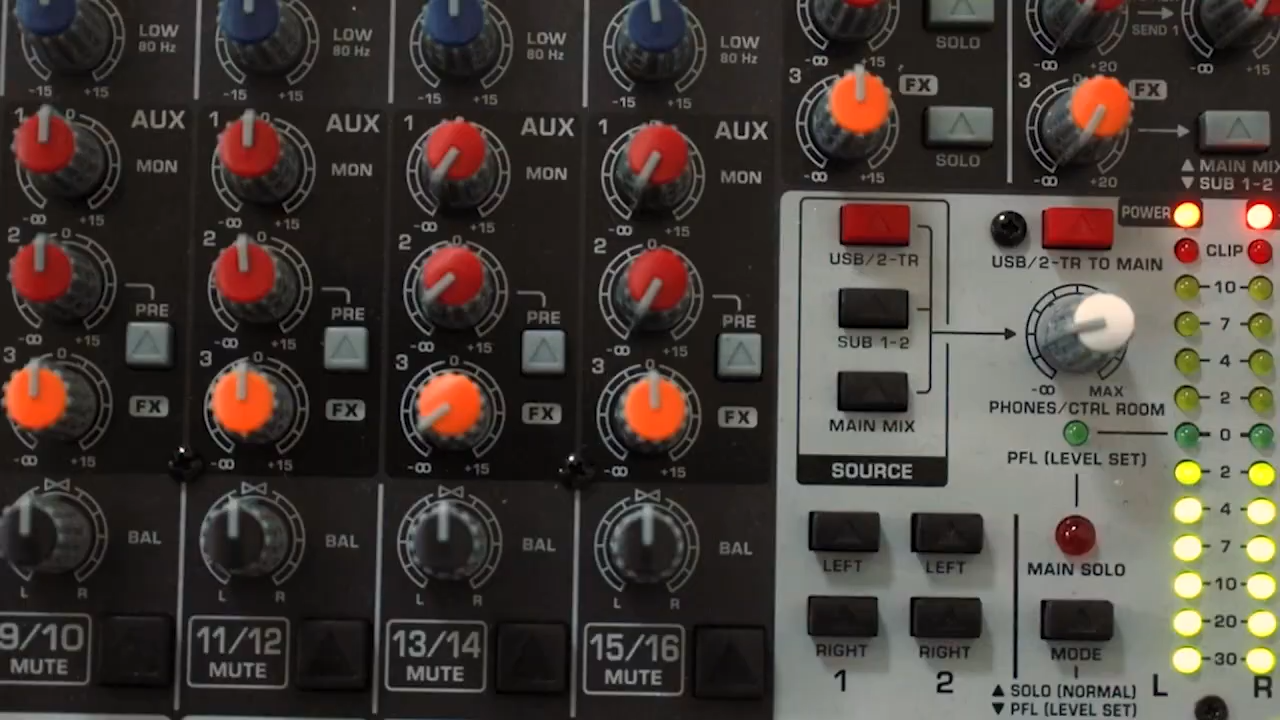 LOW 80 Hz LOW 80 Hz LOW 80 Hz LOW 80 Hz
SOLO
SEND 1
-15 +15 -15 +15 -15 +15 -15 +15
-∞ +15 -∞ +20 -∞ +15
3 FX 3 0 FX
1 AUX 1 AUX 1 AUX 1 AUX
MON MON MON MON
SOLO
-∞ +15 -∞ +20
▲ MAIN MIX
▼ SUB 1-2
-∞ +15 -∞ +15 -∞ +15 -∞ +15
2 0 2 0 2 0 2 0
PRE PRE PRE PRE
-∞ +15 -∞ +15 -∞ +15 -∞ +15
3 0 3 0 3 0 3
FX FX FX FX
-∞ +15 -∞ +15 -∞ +15 -∞ +15
BAL BAL BAL BAL
L R L R L R L R
9/10 11/12 13/14 15/16
MUTE MUTE MUTE MUTE
USB/2-TR
SUB 1-2
MAIN MIX
SOURCE
USB/2-TR TO MAIN
-∞ MAX
PHONES/CTRL ROOM
PFL (LEVEL SET)
MAIN SOLO
MODE
▲ SOLO (NORMAL)
▼ PFL (LEVEL SET)
LEFT LEFT
RIGHT RIGHT
1 2
POWER
CLIP
10
7
4
2
0
2
4
7
10
20
30
L R